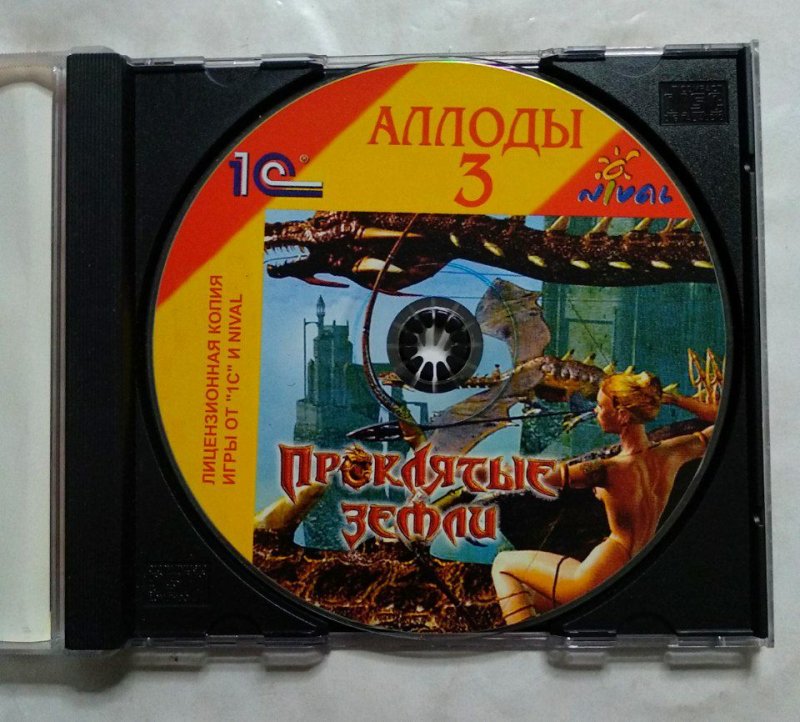 АЛЛОДЫ
3
1С®
NIVAL
ЛИЦЕНЗИОННАЯ КОПИЯ
ИГРЫ ОТ "1С" И NIVAL
ПРОКЛЯТЫЕ
ЗЕМЛИ